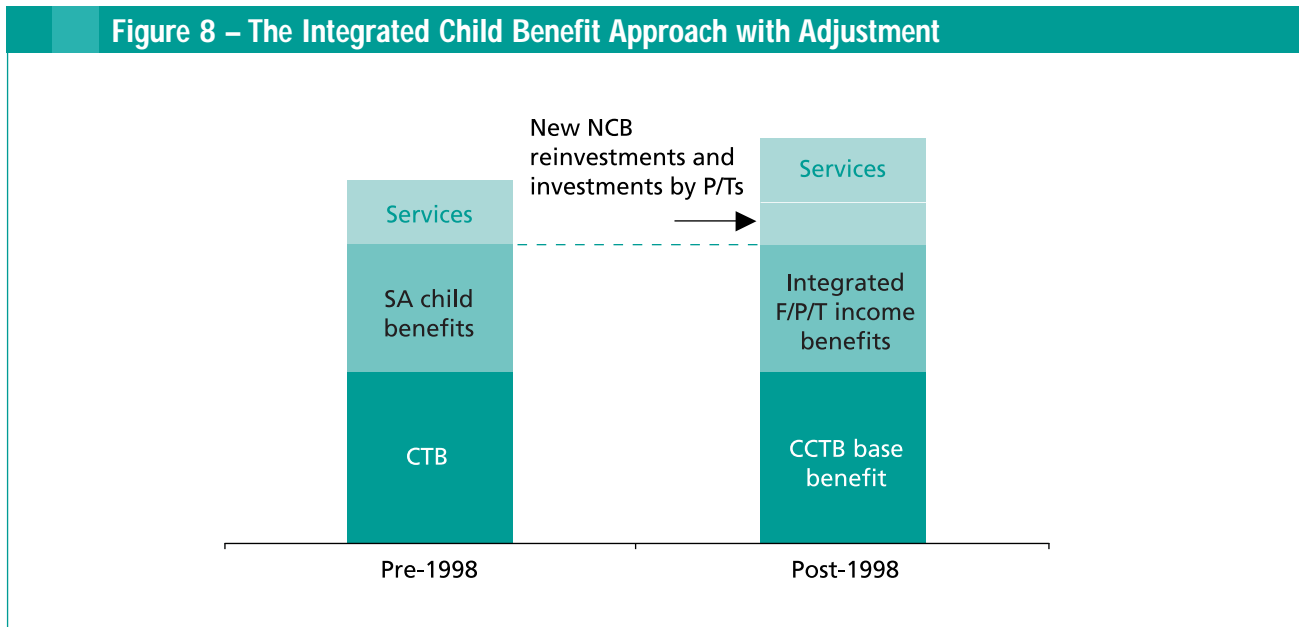 Figure 8 – The Integrated Child Benefit Approach with Adjustment
New NCB
reinvestments and
investments by P/Ts
Services
SA child
benefits
CTB
Services
Integrated
F/P/T income
benefits
CCTB base
benefit
Pre-1998
Post-1998